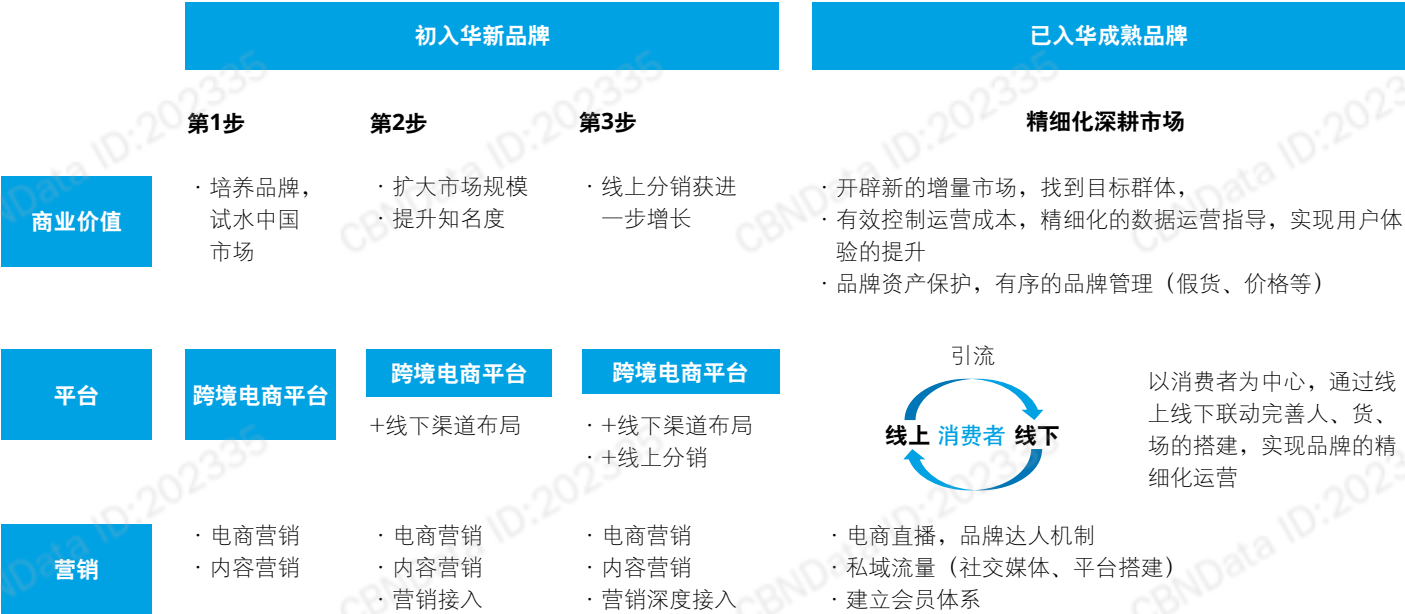 初入华新品牌
已入华成熟品牌
第1步
第2步
第3步
精细化深耕市场
商业价值
· 培养品牌，
试水中国
市场
· 扩大市场规模
· 提升知名度
· 线上分销获进
一步增长
· 开辟新的增量市场，找到目标群体，
· 有效控制运营成本，精细化的数据运营指导，实现用户体
验的提升
· 品牌资产保护，有序的品牌管理（假货、价格等）
平台
跨境电商平台
跨境电商平台
+线下渠道布局
跨境电商平台
· +线下渠道布局
· +线上分销
引流
线上 消费者 线下
以消费者为中心，通过线
上线下联动完善人、货、
场的搭建，实现品牌的精
细化运营
营销
· 电商营销
· 内容营销
· 电商营销
· 内容营销
· 营销接入
· 电商营销
· 内容营销
· 营销深度接入
· 电商直播，品牌达人机制
· 私域流量（社交媒体、平台搭建）
· 建立会员体系
CBNData ID:202335